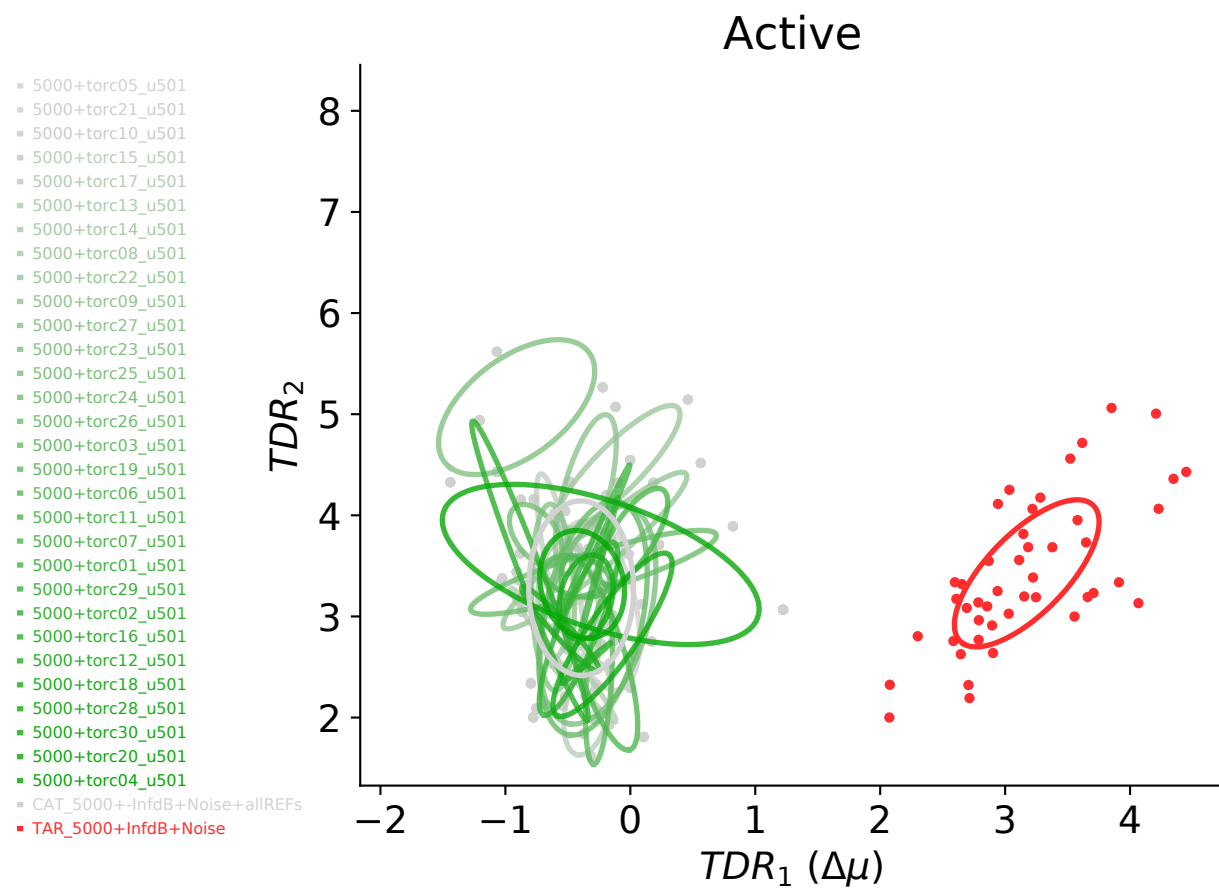 Active
5000+torc05_u501
5000+torc21_u501
5000+torc10_u501
5000+torc15_u501
5000+torc17_u501
5000+torc13_u501
5000+torc14_u501
5000+torc08_u501
5000+torc22_u501
5000+torc09_u501
5000+torc27_u501
5000+torc23_u501
5000+torc25_u501
5000+torc24_u501
5000+torc26_u501
5000+torc03_u501
5000+torc19_u501
5000+torc06_u501
5000+torc11_u501
5000+torc07_u501
5000+torc01_u501
5000+torc29_u501
5000+torc02_u501
5000+torc16_u501
5000+torc12_u501
5000+torc18_u501
5000+torc28_u501
5000+torc30_u501
5000+torc20_u501
5000+torc04_u501
CAT_5000+-InfdB+Noise+allREFs
TAR_5000+InfdB+Noise
TDR₂
8
7
6
5
4
3
2
−2 −1 0 1 2 3 4
TDR₁ (Δμ)